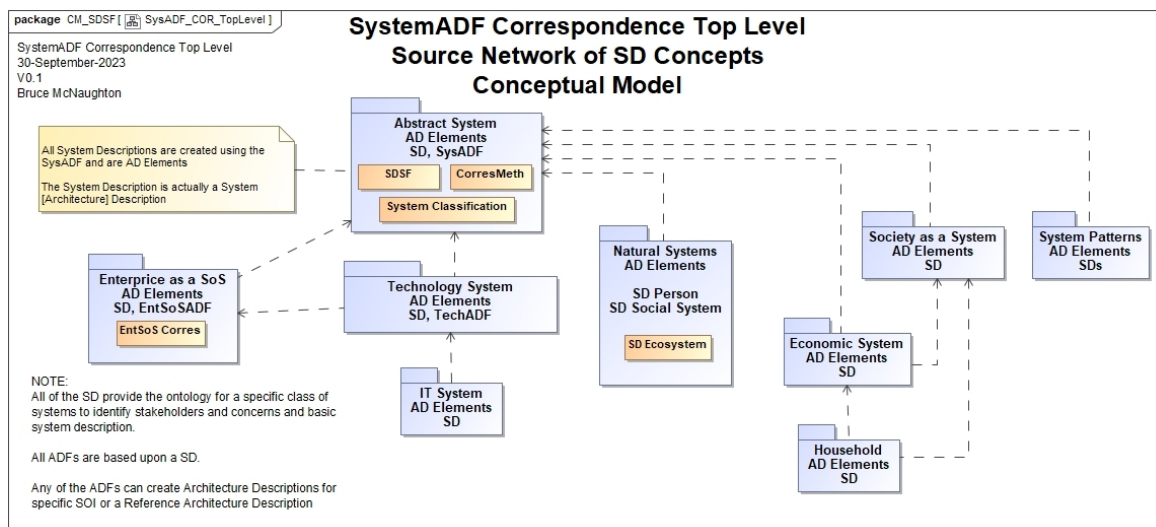 package CM_SDSF [ SysADF_COR_TopLevel ]
SystemADF Correspondence Top Level
Source Network of SD Concepts
Conceptual Model
SystemADF Correspondence Top Level
30-September-2023
V0.1
Bruce McNaughton
All System Descriptions are created using the
SysADF and are AD Elements
The System Description is actually a System
[Architecture] Description
Abstract System
AD Elements
SD, SysADF
SDSF
CorresMeth
System Classification
Enterprice as a SoS
AD Elements
SD, EntSoSADF
EntSoS Corres
Technology System
AD Elements
SD, TechADF
IT System
AD Elements
SD
Natural Systems
AD Elements
SD Person
SD Social System
SD Ecosystem
Society as a System
AD Elements
SD
System Patterns
AD Elements
SDs
Economic System
AD Elements
SD
Household
AD Elements
SD
NOTE:
All of the SD provide the ontology for a specific class of
systems to identify stakeholders and concerns and basic
system description.
All ADFs are based upon a SD.
Any of the ADFs can create Architecture Descriptions for
specific SOI or a Reference Architecture Description